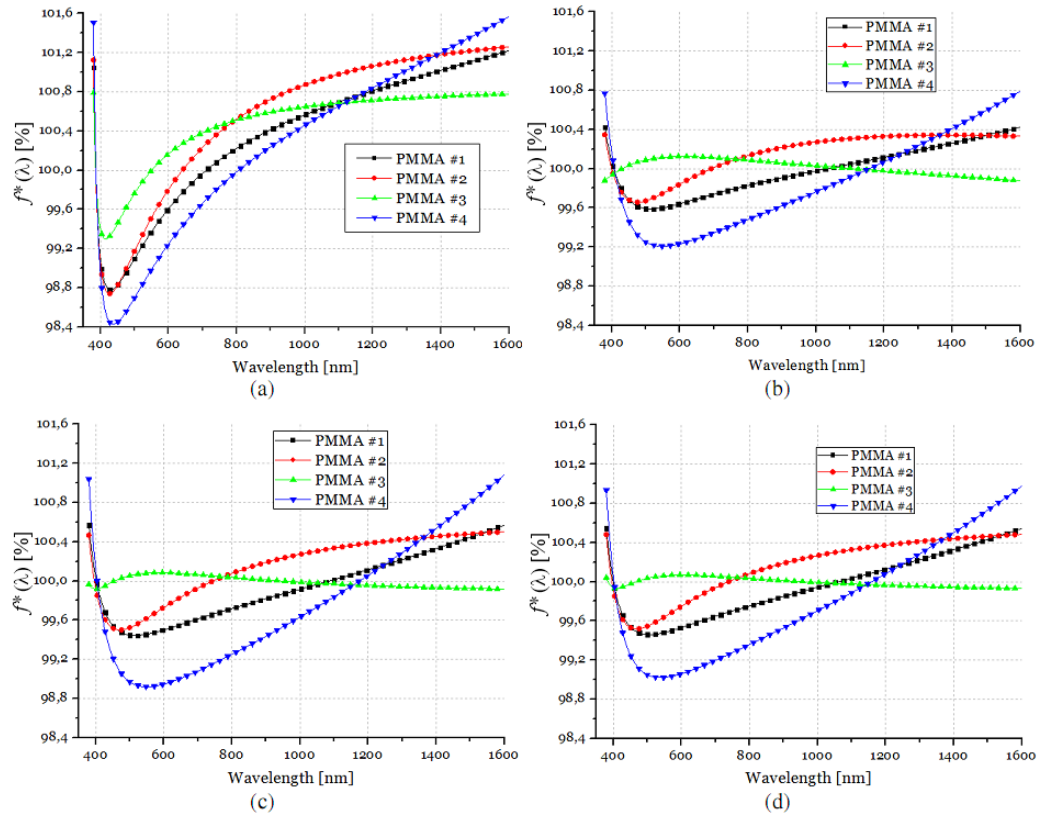 101,6
101,2
100,8
100,4
100,0
99,6
99,2
98,8
98,4
f* (λ) [%]
PMMA #1
PMMA #2
PMMA #3
PMMA #4
400 600 800 1000 1200 1400 1600
Wavelength [nm]
(a)
101,6
101,2
100,8
100,4
100,0
99,6
99,2
98,8
98,4
f* (λ) [%]
PMMA #1
PMMA #2
PMMA #3
PMMA #4
400 600 800 1000 1200 1400 1600
Wavelength [nm]
(b)
101,6
101,2
100,8
100,4
100,0
99,6
99,2
98,8
98,4
f* (λ) [%]
PMMA #1
PMMA #2
PMMA #3
PMMA #4
400 600 800 1000 1200 1400 1600
Wavelength [nm]
(c)
101,6
101,2
100,8
100,4
100,0
99,6
99,2
98,8
98,4
f* (λ) [%]
PMMA #1
PMMA #2
PMMA #3
PMMA #4
400 600 800 1000 1200 1400 1600
Wavelength [nm]
(d)